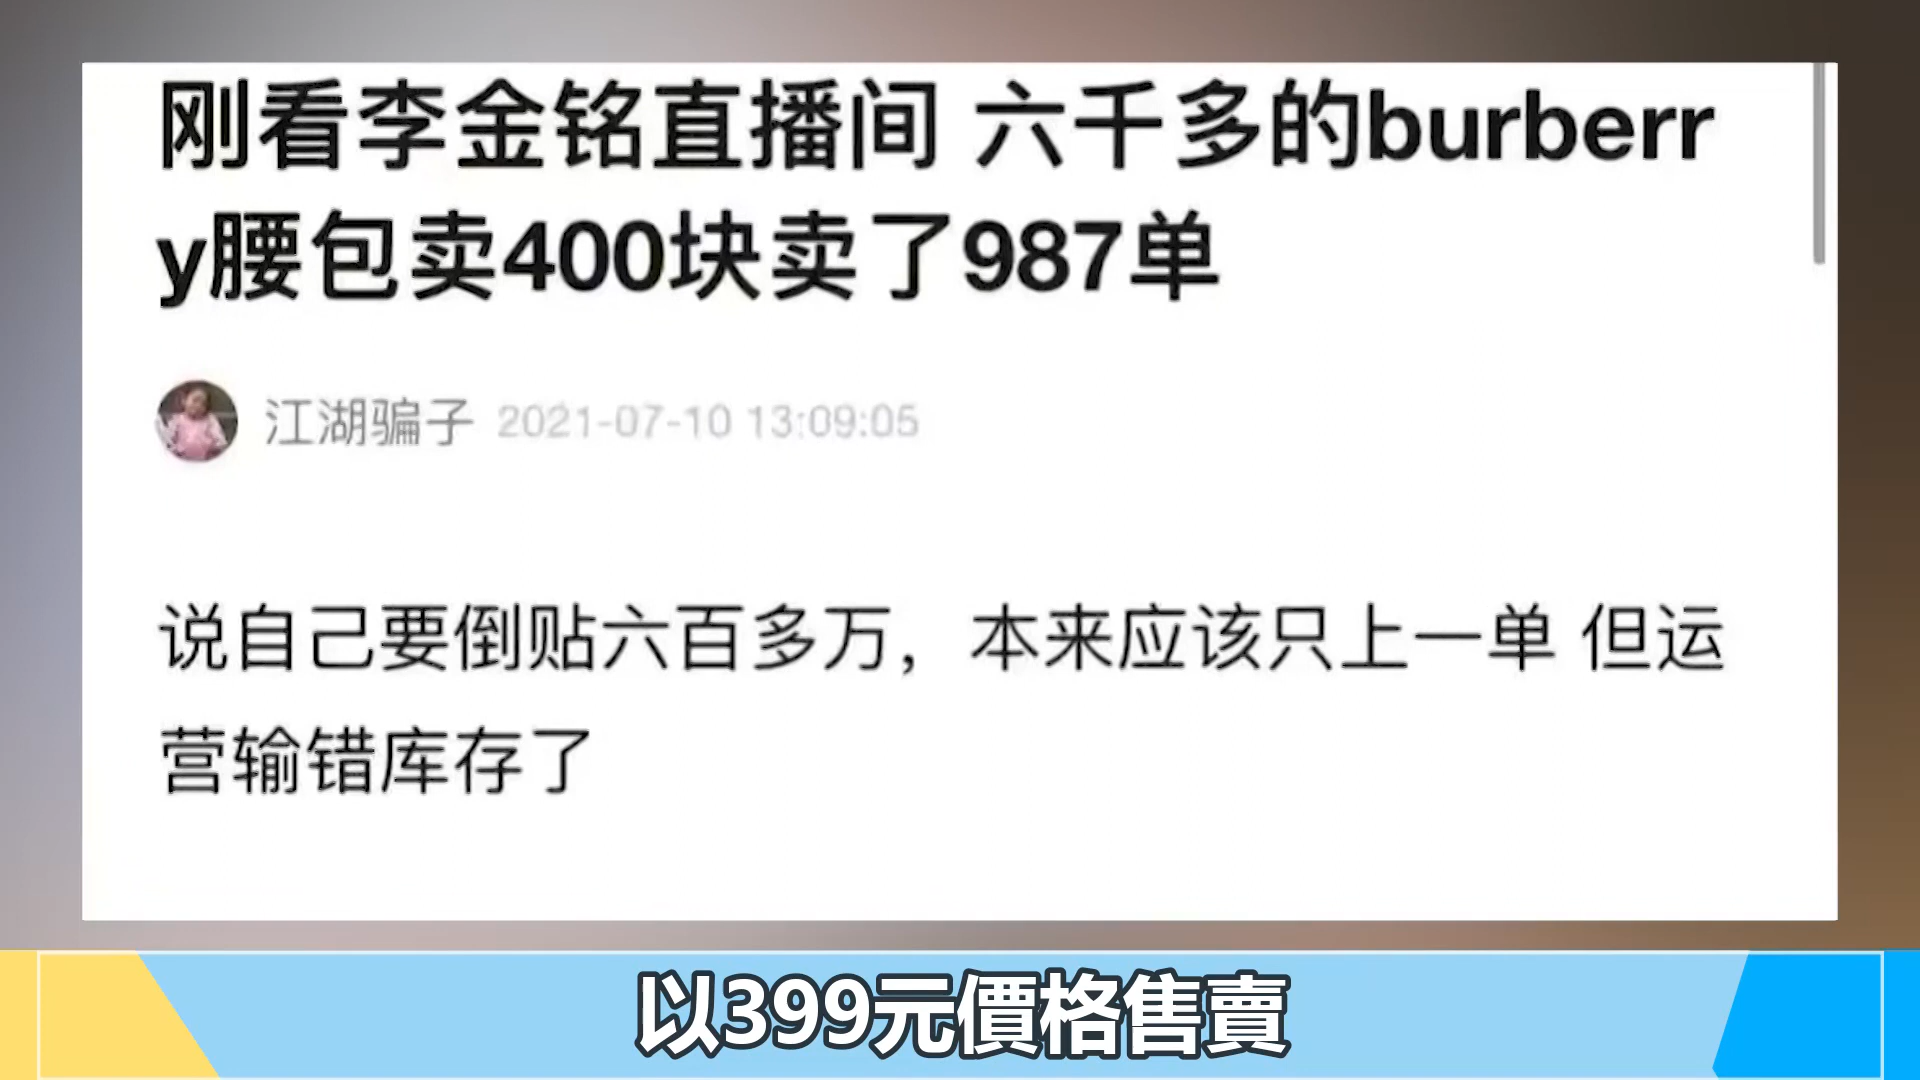 刚看李金铭直播间 六千多的burberr
y腰包卖400块卖了987单
江湖骗子 2021-07-10 13:09:05
说自己要倒贴六百多万，本来应该只上一单 但运
营输错库存了
以399元價格售賣